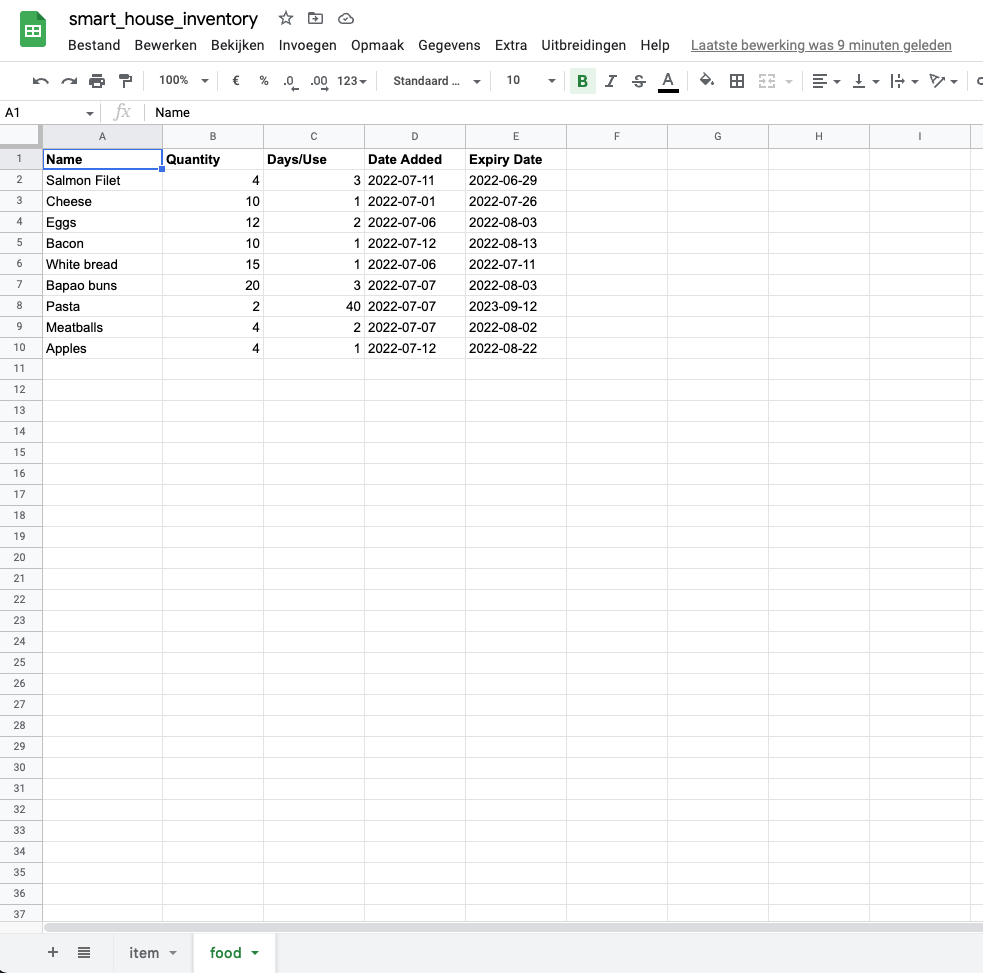 smart_house_inventory
Bestand Bewerken Bekijken Invoegen Opmaak Gegevens Extra Uitbreidingen Help Laatste bewerking was 9 minuten geleden
100% € % .0 .00 123 Standaard ... 10 B I S A
A1 fx Name
A B C D E F G H I
1 Name Quantity Days/Use Date Added Expiry Date
2 Salmon Filet 4 3 2022-07-11 2022-06-29
3 Cheese 10 1 2022-07-01 2022-07-26
4 Eggs 12 2 2022-07-06 2022-08-03
5 Bacon 10 1 2022-07-12 2022-08-13
6 White bread 15 1 2022-07-06 2022-07-11
7 Bapao buns 20 3 2022-07-07 2022-08-03
8 Pasta 2 40 2022-07-07 2023-09-12
9 Meatballs 4 2 2022-07-07 2022-08-02
10 Apples 4 1 2022-07-12 2022-08-22
11
12
13
14
15
16
17
18
19
20
21
22
23
24
25
26
27
28
29
30
31
32
33
34
35
36
37
+ item food